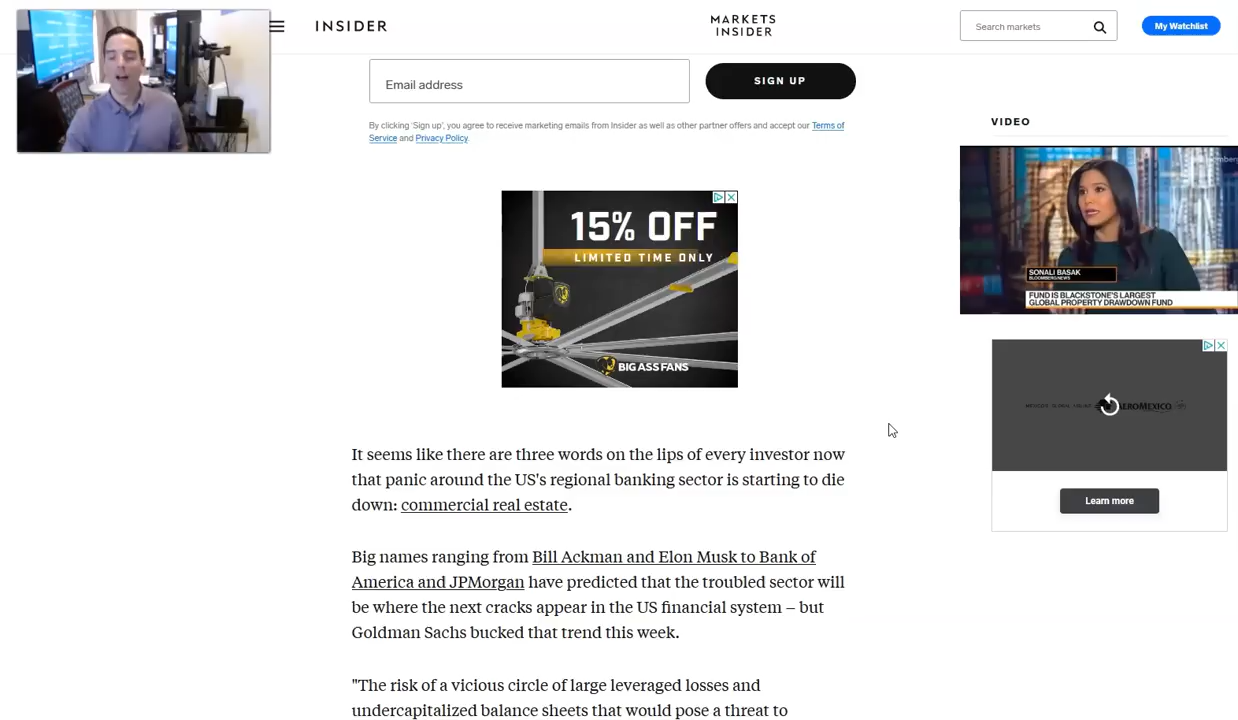 INSIDER
MARKETS
INSIDER
Search markets
My Watchlist
Email address
SIGN UP
By clicking 'Sign up', you agree to receive marketing emails from Insider as well as other partner offers and accept our Terms of
Service and Privacy Policy.
VIDEO
SONALI BASAK
BLOOMBERG NEWS
FUND IS BLACKSTONE'S LARGEST
GLOBAL PROPERTY DRAWDOWN FUND
15% OFF
LIMITED TIME ONLY
BIG ASS FANS
AEROMEXICO
Learn more
It seems like there are three words on the lips of every investor now
that panic around the US's regional banking sector is starting to die
down: commercial real estate.
Big names ranging from Bill Ackman and Elon Musk to Bank of
America and JPMorgan have predicted that the troubled sector will
be where the next cracks appear in the US financial system – but
Goldman Sachs bucked that trend this week.
"The risk of a vicious circle of large leveraged losses and
undercapitalized balance sheets that would pose a threat to